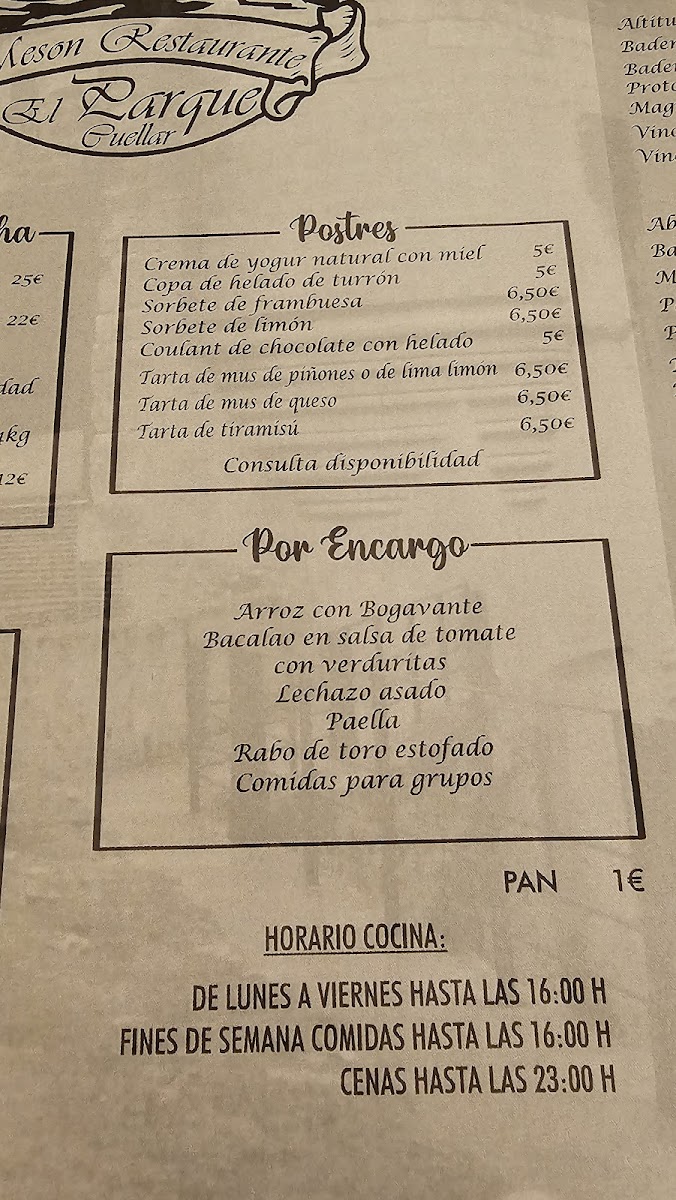 Meson Restaurante
El Parque
Cuellar
25€
22€
12€
Postres
Crema de yogur natural con miel 5€
Copa de helado de turrón 5€
Sorbete de frambuesa 6,50€
Sorbete de limón 6,50€
Coulant de chocolate con helado 5€
Tarta de mus de piñones o de lima limón 6,50€
Tarta de mus de queso 6,50€
Tarta de tiramisú 6,50€
Consulta disponibilidad
Por Encargo
Arroz con Bogavante
Bacalao en salsa de tomate
con verduritas
Lechazo asado
Paella
Rabo de toro estofado
Comidas para grupos
PAN 1€
HORARIO COCINA:
DE LUNES A VIERNES HASTA LAS 16:00 H
FINES DE SEMANA COMIDAS HASTA LAS 16:00 H
CENAS HASTA LAS 23:00 H